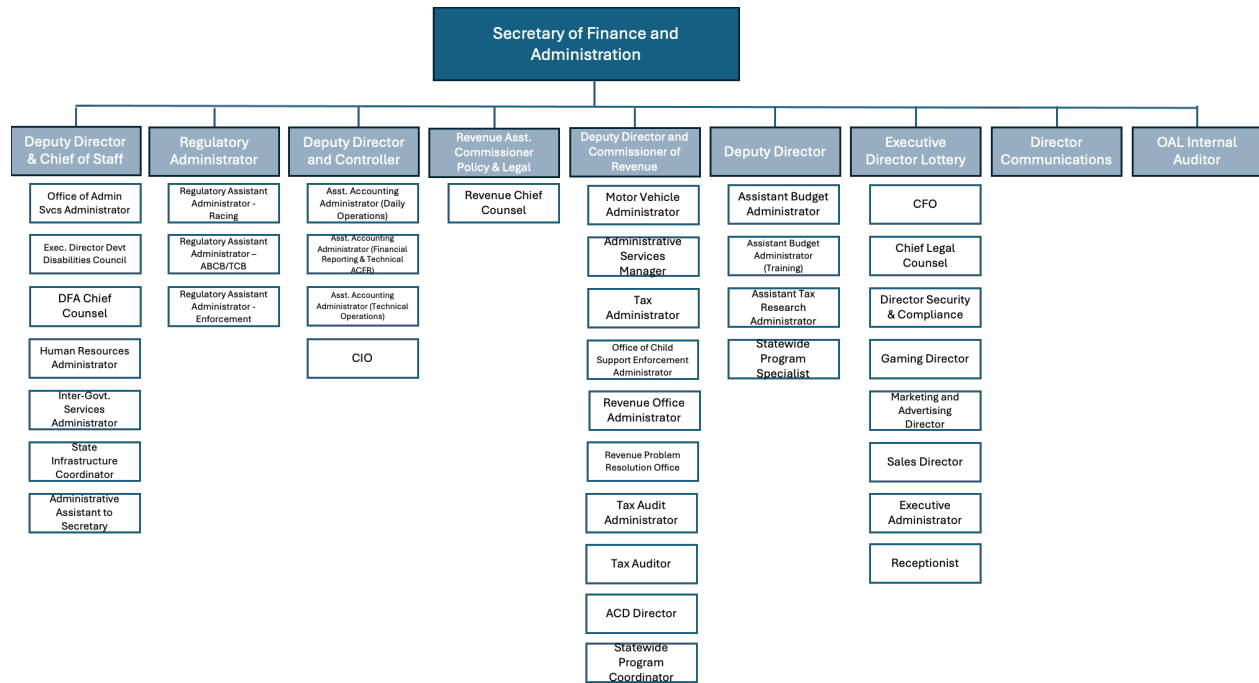 Secretary of Finance and
Administration
Deputy Director
& Chief of Staff
Office of Admin
Svcs Administrator
Exec. Director Devt
Disabilities Council
DFA Chief
Counsel
Human Resources
Administrator
Inter-Govt.
Services
Administrator
State
Infrastructure
Coordinator
Administrative
Assistant to
Secretary
Regulatory
Administrator
Regulatory Assistant
Administrator -
Racing
Regulatory Assistant
Administrator –
ABCB/TCB
Regulatory Assistant
Administrator -
Enforcement
Deputy Director
and Controller
Asst. Accounting
Administrator (Daily
Operations)
Asst. Accounting
Administrator (Financial
Reporting & Technical
ACFR)
Asst. Accounting
Administrator (Technical
Operations)
CIO
Revenue Asst.
Commissioner
Policy & Legal
Revenue Chief
Counsel
Deputy Director and
Commissioner of
Revenue
Motor Vehicle
Administrator
Administrative
Services
Manager
Tax
Administrator
Office of Child
Support Enforcement
Administrator
Revenue Office
Administrator
Revenue Problem
Resolution Office
Tax Audit
Administrator
Tax Auditor
ACD Director
Statewide
Program
Coordinator
Deputy Director
Assistant Budget
Administrator
Assistant Budget
Administrator
(Training)
Assistant Tax
Research
Administrator
Statewide
Program
Specialist
Executive
Director Lottery
CFO
Chief Legal
Counsel
Director Security
& Compliance
Gaming Director
Marketing and
Advertising
Director
Sales Director
Executive
Administrator
Receptionist
Director
Communications
OAL Internal
Auditor